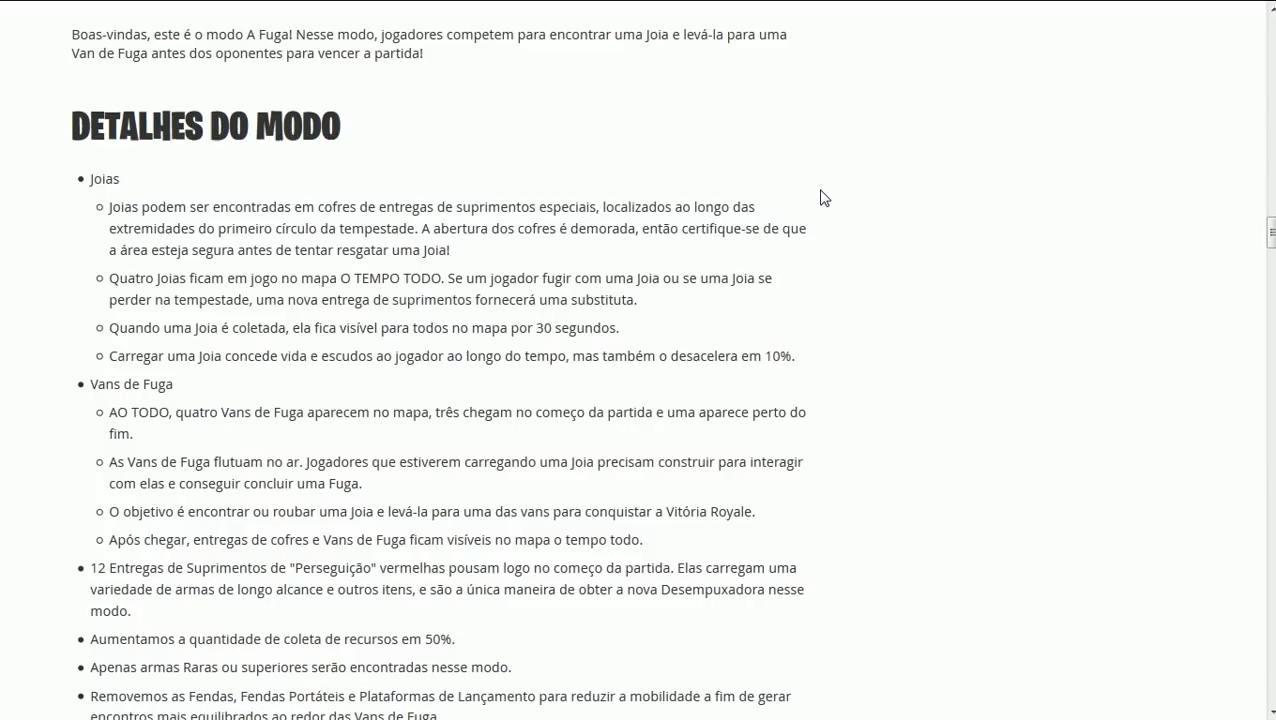 Boas-vindas, este é o modo A Fuga! Nesse modo, jogadores competem para encontrar uma Joia e levá-la para uma
Van de Fuga antes dos oponentes para vencer a partida!
DETALHES DO MODO
Joias
Joias podem ser encontradas em cofres de entregas de suprimentos especiais, localizados ao longo das
extremidades do primeiro círculo da tempestade. A abertura dos cofres é demorada, então certifique-se de que
a área esteja segura antes de tentar resgatar uma Joia!
Quatro Joias ficam em jogo no mapa O TEMPO TODO. Se um jogador fugir com uma Joia ou se uma Joia se
perder na tempestade, uma nova entrega de suprimentos fornecerá uma substituta.
Quando uma Joia é coletada, ela fica visível para todos no mapa por 30 segundos.
Carregar uma Joia concede vida e escudos ao jogador ao longo do tempo, mas também o desacelera em 10%.
Vans de Fuga
AO TODO, quatro Vans de Fuga aparecem no mapa, três chegam no começo da partida e uma aparece perto do
fim.
As Vans de Fuga flutuam no ar. Jogadores que estiverem carregando uma Joia precisam construir para interagir
com elas e conseguir concluir uma Fuga.
O objetivo é encontrar ou roubar uma Joia e levá-la para uma das vans para conquistar a Vitória Royale.
Após chegar, entregas de cofres e Vans de Fuga ficam visíveis no mapa o tempo todo.
12 Entregas de Suprimentos de "Perseguição" vermelhas pousam logo no começo da partida. Elas carregam uma
variedade de armas de longo alcance e outros itens, e são a única maneira de obter a nova Desempuxadora nesse
modo.
Aumentamos a quantidade de coleta de recursos em 50%.
Apenas armas Raras ou superiores serão encontradas nesse modo.
Removemos as Fendas, Fendas Portáteis e Plataformas de Lançamento para reduzir a mobilidade a fim de gerar
encontros mais equilibrados ao redor das Vans de Fuga.